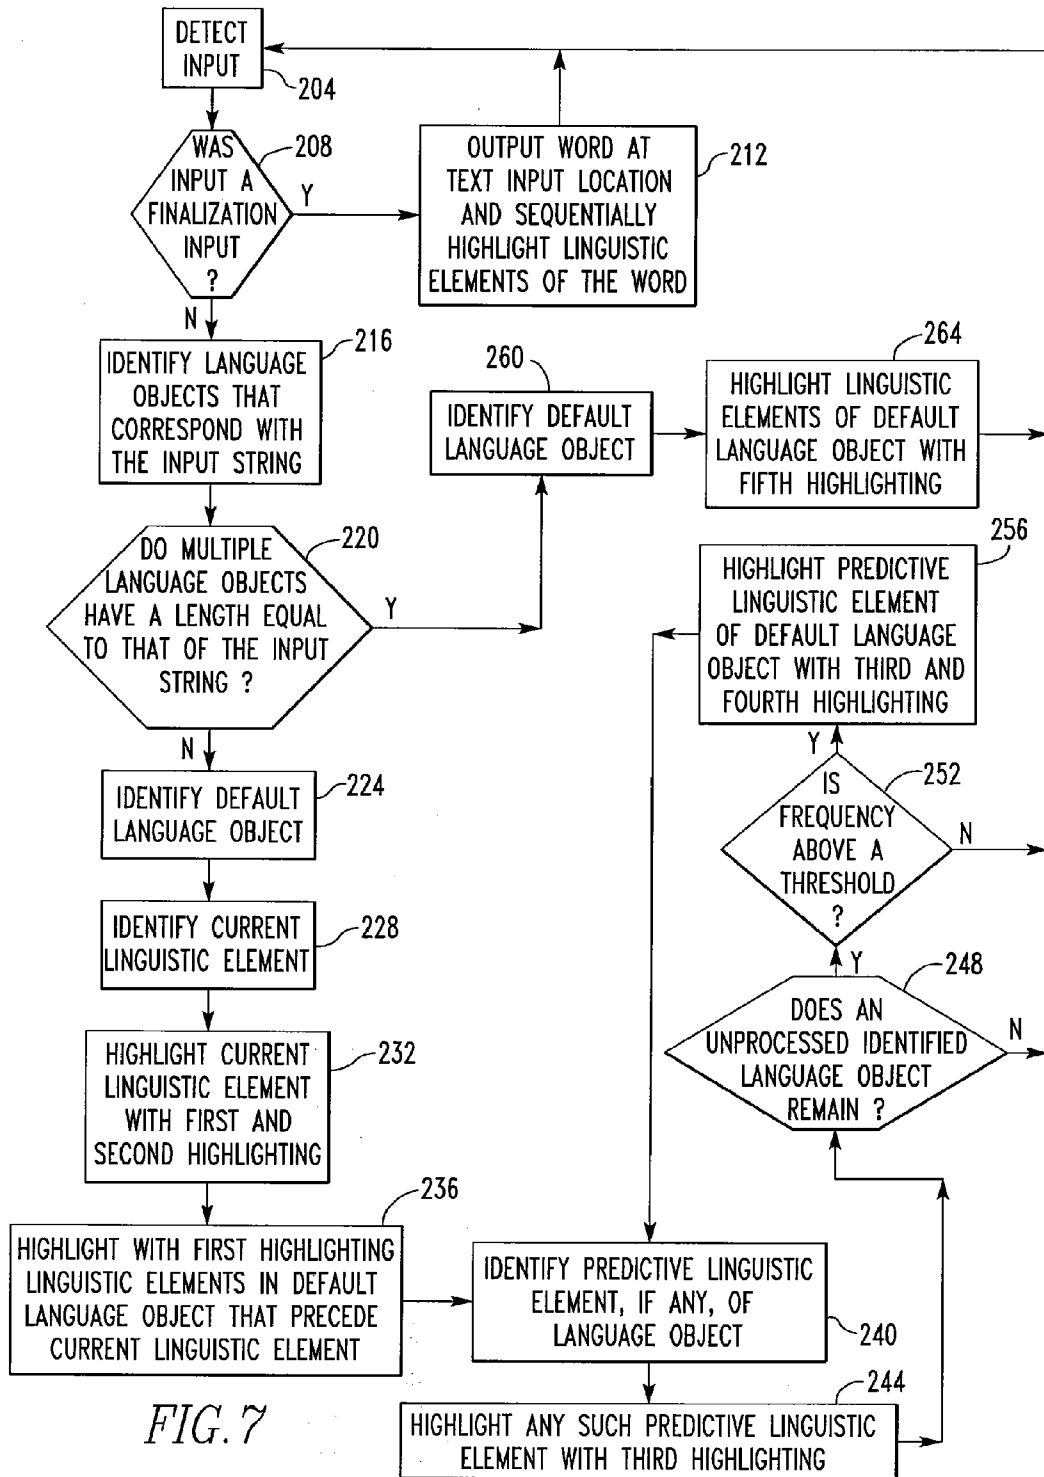 DETECT
INPUT
204
WAS
INPUT A
FINALIZATION
INPUT
?
208
Y
N
OUTPUT WORD AT
TEXT INPUT LOCATION
AND SEQUENTIALLY
HIGHLIGHT LINGUISTIC
ELEMENTS OF THE WORD
212
IDENTIFY LANGUAGE
OBJECTS THAT
CORRESPOND WITH
THE INPUT STRING
216
DO MULTIPLE
LANGUAGE OBJECTS
HAVE A LENGTH EQUAL
TO THAT OF THE INPUT
STRING ?
220
Y
N
260
IDENTIFY DEFAULT
LANGUAGE OBJECT
264
HIGHLIGHT LINGUISTIC
ELEMENTS OF DEFAULT
LANGUAGE OBJECT WITH
FIFTH HIGHLIGHTING
256
HIGHLIGHT PREDICTIVE
LINGUISTIC ELEMENT
OF DEFAULT LANGUAGE
OBJECT WITH THIRD AND
FOURTH HIGHLIGHTING
Y
IS
FREQUENCY
ABOVE A
THRESHOLD
?
252
N
Y
DOES AN
UNPROCESSED IDENTIFIED
LANGUAGE OBJECT
REMAIN ?
248
N
IDENTIFY DEFAULT
LANGUAGE OBJECT
224
IDENTIFY CURRENT
LINGUISTIC ELEMENT
228
HIGHLIGHT CURRENT
LINGUISTIC ELEMENT
WITH FIRST AND
SECOND HIGHLIGHTING
232
236
HIGHLIGHT WITH FIRST HIGHLIGHTING
LINGUISTIC ELEMENTS IN DEFAULT
LANGUAGE OBJECT THAT PRECEDE
CURRENT LINGUISTIC ELEMENT
IDENTIFY PREDICTIVE LINGUISTIC
ELEMENT, IF ANY, OF
LANGUAGE OBJECT
240
244
HIGHLIGHT ANY SUCH PREDICTIVE LINGUISTIC
ELEMENT WITH THIRD HIGHLIGHTING
FIG. 7